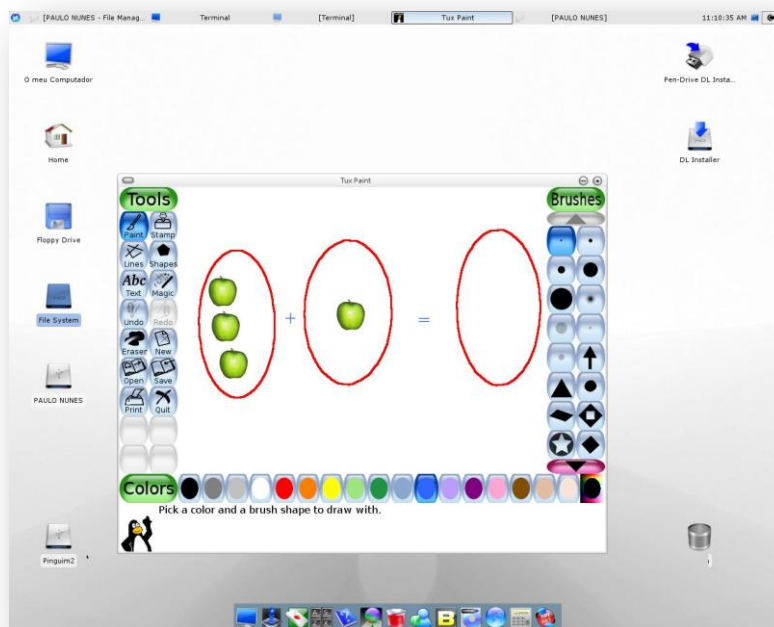 [PAULO NUNES - File Manag...
Terminal
[Terminal]
Tux Paint
[PAULO NUNES]
11:10:35 AM
O meu Computador
Pen-Drive DL Insta...
Home
DL Installer
Tux Paint
Tools
Brushes
Paint
Stamp
Lines
Shapes
Floppy Drive
Abc
Text
Magic
+
=
Undo
Redo
File System
Eraser
New
Open
Save
PAULO NUNES
Print
Quit
Colors
Pick a color and a brush shape to draw with.
Pinguim2